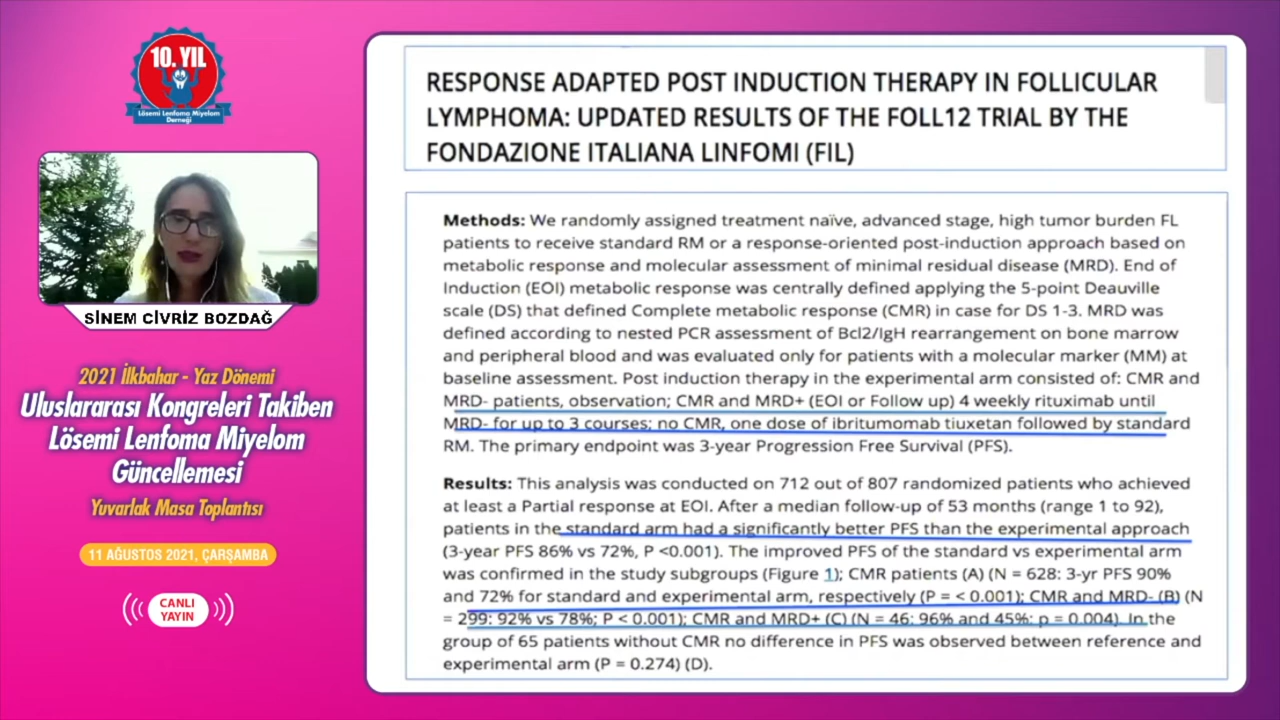 10. YIL
Lösemi Lenfoma Miyelom
Derneği
SİNEM CİVRİZ BOZDAĞ
2021 İlkbahar - Yaz Dönemi
Uluslararası Kongreleri Takiben
Lösemi Lenfoma Miyelom
Güncellemesi
Yuvarlak Masa Toplantısı
11 AĞUSTOS 2021, ÇARŞAMBA
CANLI
YAYIN
RESPONSE ADAPTED POST INDUCTION THERAPY IN FOLLICULAR
LYMPHOMA: UPDATED RESULTS OF THE FOLL12 TRIAL BY THE
FONDAZIONE ITALIANA LINFOMI (FIL)
Methods: We randomly assigned treatment naïve, advanced stage, high tumor burden FL
patients to receive standard RM or a response-oriented post-induction approach based on
metabolic response and molecular assessment of minimal residual disease (MRD). End of
Induction (EOI) metabolic response was centrally defined applying the 5-point Deauville
scale (DS) that defined Complete metabolic response (CMR) in case for DS 1-3. MRD was
defined according to nested PCR assessment of Bcl2/IgH rearrangement on bone marrow
and peripheral blood and was evaluated only for patients with a molecular marker (MM) at
baseline assessment. Post induction therapy in the experimental arm consisted of: CMR and
MRD- patients, observation; CMR and MRD+ (EOI or Follow up) 4 weekly rituximab until
MRD- for up to 3 courses; no CMR, one dose of ibritumomab tiuxetan followed by standard
RM. The primary endpoint was 3-year Progression Free Survival (PFS).
Results: This analysis was conducted on 712 out of 807 randomized patients who achieved
at least a Partial response at EOI. After a median follow-up of 53 months (range 1 to 92),
patients in the standard arm had a significantly better PFS than the experimental approach
(3-year PFS 86% vs 72%, P <0.001). The improved PFS of the standard vs experimental arm
was confirmed in the study subgroups (Figure 1); CMR patients (A) (N = 628: 3-yr PFS 90%
and 72% for standard and experimental arm, respectively (P = < 0.001); CMR and MRD- (B) (N
= 299: 92% vs 78%; P < 0.001); CMR and MRD+ (C) (N = 46; 96% and 45%; p = 0.004). In the
group of 65 patients without CMR no difference in PFS was observed between reference and
experimental arm (P = 0.274) (D).